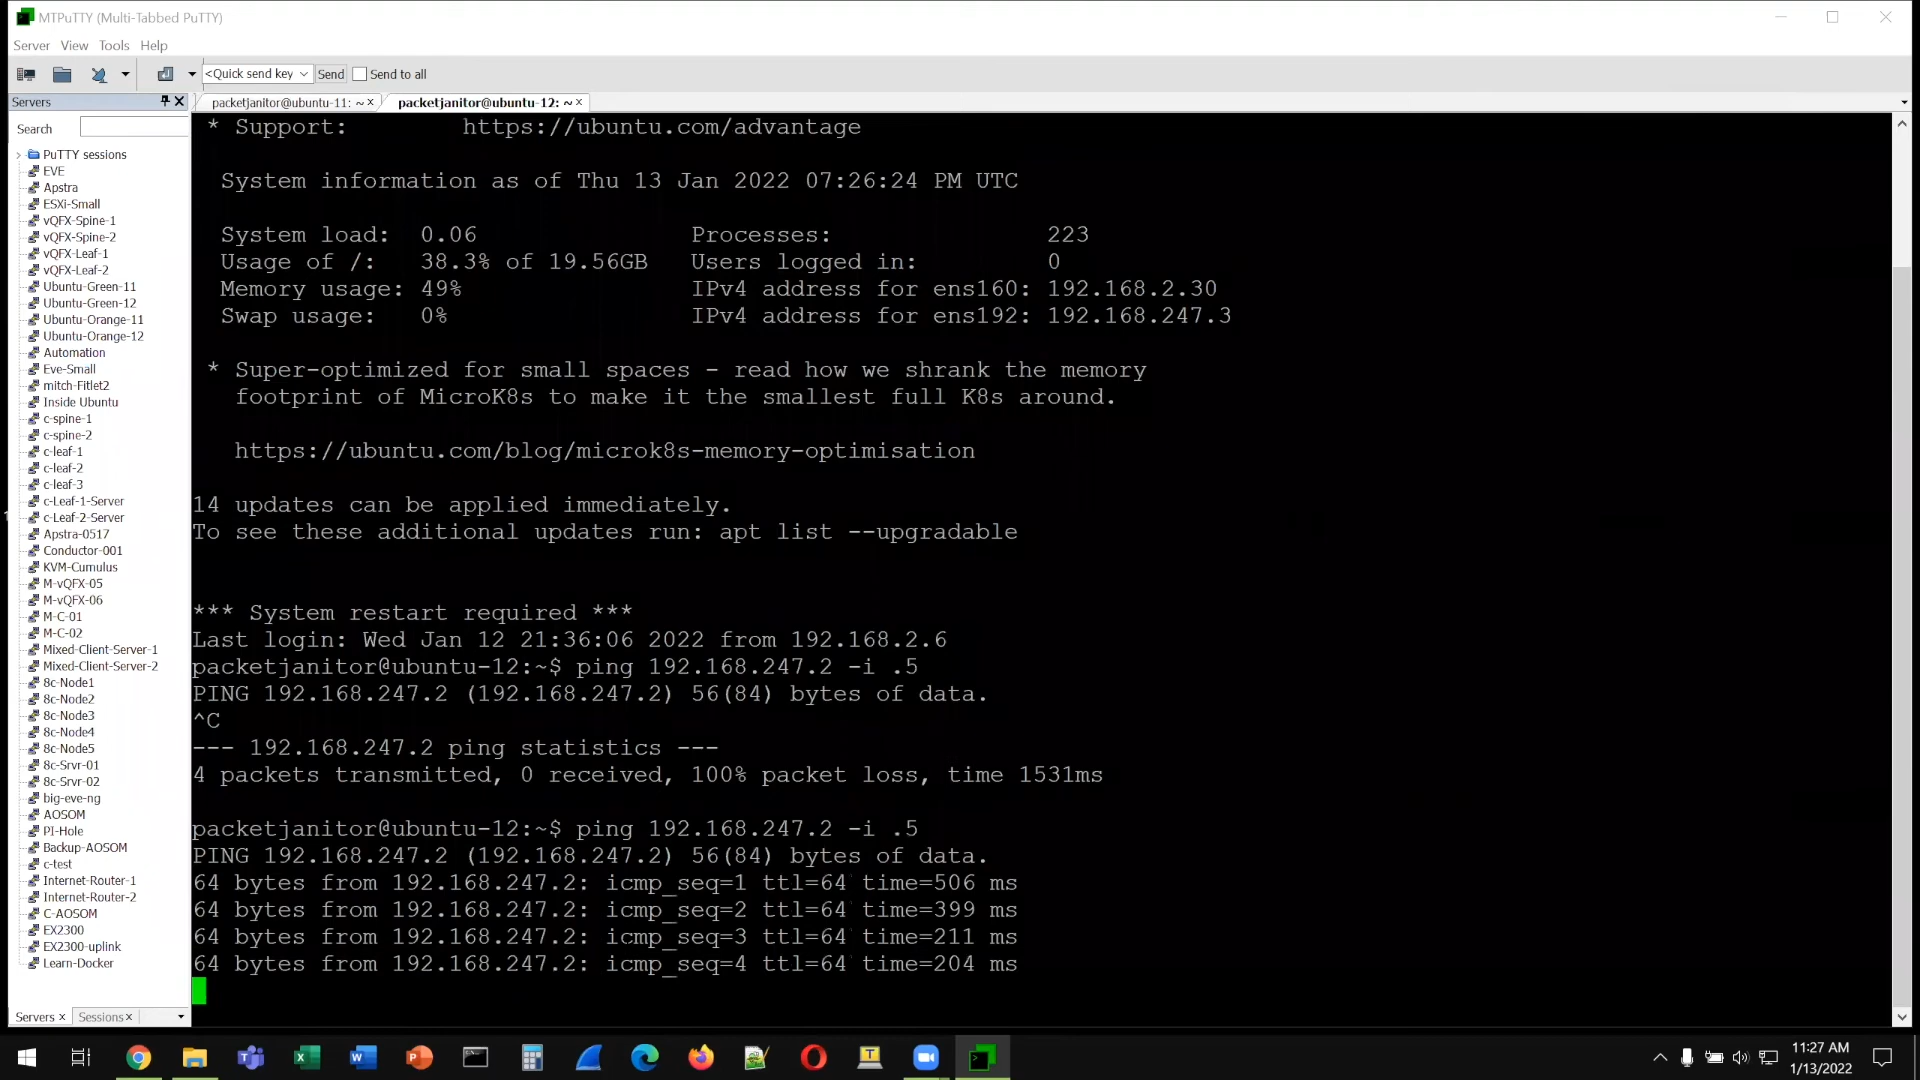 MTPuTTY (Multi-Tabbed PuTTY)
Server View Tools Help
<Quick send key Send Send to all
Servers
packetjanitor@ubuntu-11: ~ packetjanitor@ubuntu-12: ~
Search
PuTTY sessions
EVE
Apstra
ESXi-Small
vQFX-Spine-1
vQFX-Spine-2
vQFX-Leaf-1
vQFX-Leaf-2
Ubuntu-Green-11
Ubuntu-Green-12
Ubuntu-Orange-11
Ubuntu-Orange-12
Automation
Eve-Small
mitch-Fitlet2
Inside Ubuntu
c-spine-1
c-spine-2
c-leaf-1
c-leaf-2
c-leaf-3
c-Leaf-1-Server
c-Leaf-2-Server
Apstra-0517
Conductor-001
KVM-Cumulus
M-vQFX-05
M-vQFX-06
M-C-01
M-C-02
Mixed-Client-Server-1
Mixed-Client-Server-2
8c-Node1
8c-Node2
8c-Node3
8c-Node4
8c-Node5
8c-Srvr-01
8c-Srvr-02
big-eve-ng
AOSOM
PI-Hole
Backup-AOSOM
c-test
Internet-Router-1
Internet-Router-2
C-AOSOM
EX2300
EX2300-uplink
Learn-Docker
Servers Sessions
* Support: https://ubuntu.com/advantage
System information as of Thu 13 Jan 2022 07:26:24 PM UTC
System load: 0.06 Processes: 223
Usage of /: 38.3% of 19.56GB Users logged in: 0
Memory usage: 49% IPv4 address for ens160: 192.168.2.30
Swap usage: 0% IPv4 address for ens192: 192.168.247.3
* Super-optimized for small spaces - read how we shrank the memory
footprint of MicroK8s to make it the smallest full K8s around.
https://ubuntu.com/blog/microk8s-memory-optimisation
14 updates can be applied immediately.
To see these additional updates run: apt list --upgradable
*** System restart required ***
Last login: Wed Jan 12 21:36:06 2022 from 192.168.2.6
packetjanitor@ubuntu-12:~$ ping 192.168.247.2 -i .5
PING 192.168.247.2 (192.168.247.2) 56(84) bytes of data.
^C
--- 192.168.247.2 ping statistics ---
4 packets transmitted, 0 received, 100% packet loss, time 1531ms
packetjanitor@ubuntu-12:~$ ping 192.168.247.2 -i .5
PING 192.168.247.2 (192.168.247.2) 56(84) bytes of data.
64 bytes from 192.168.247.2: icmp_seq=1 ttl=64 time=506 ms
64 bytes from 192.168.247.2: icmp_seq=2 ttl=64 time=399 ms
64 bytes from 192.168.247.2: icmp_seq=3 ttl=64 time=211 ms
64 bytes from 192.168.247.2: icmp_seq=4 ttl=64 time=204 ms
11:27 AM
1/13/2022